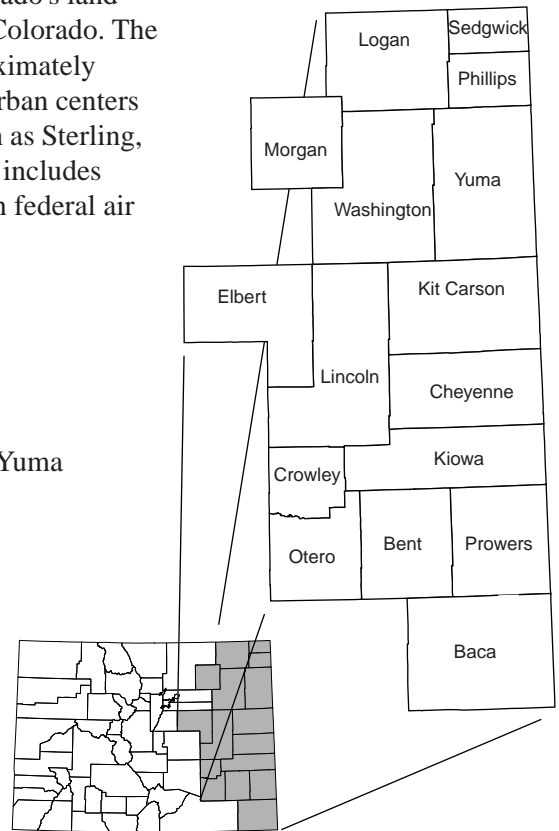 ado's land
Colorado. The
ximately
rban centers
n as Sterling,
includes
n federal air
Yuma
Logan
Sedgwick
Phillips
Morgan
Washington
Yuma
Elbert
Kit Carson
Lincoln
Cheyenne
Crowley
Kiowa
Otero
Bent
Prowers
Baca